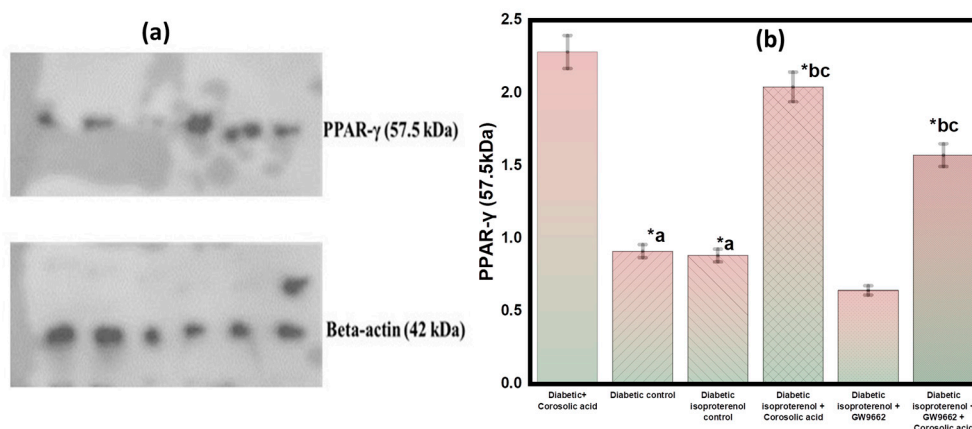 (a)
PPAR-γ (57.5 kDa)
Beta-actin (42 kDa)
(b)
PPAR-γ (57.5kDa)
2.5
2.0
1.5
1.0
0.5
0.0
*a
*a
*bc
*bc
Diabetic+
Corosolic acid
Diabetic control
Diabetic
isoproterenol
control
Diabetic
isoproterenol +
Corosolic acid
Diabetic
isoproterenol +
GW9662
Diabetic
isoproterenol +
GW9662 +
Corosolic acid